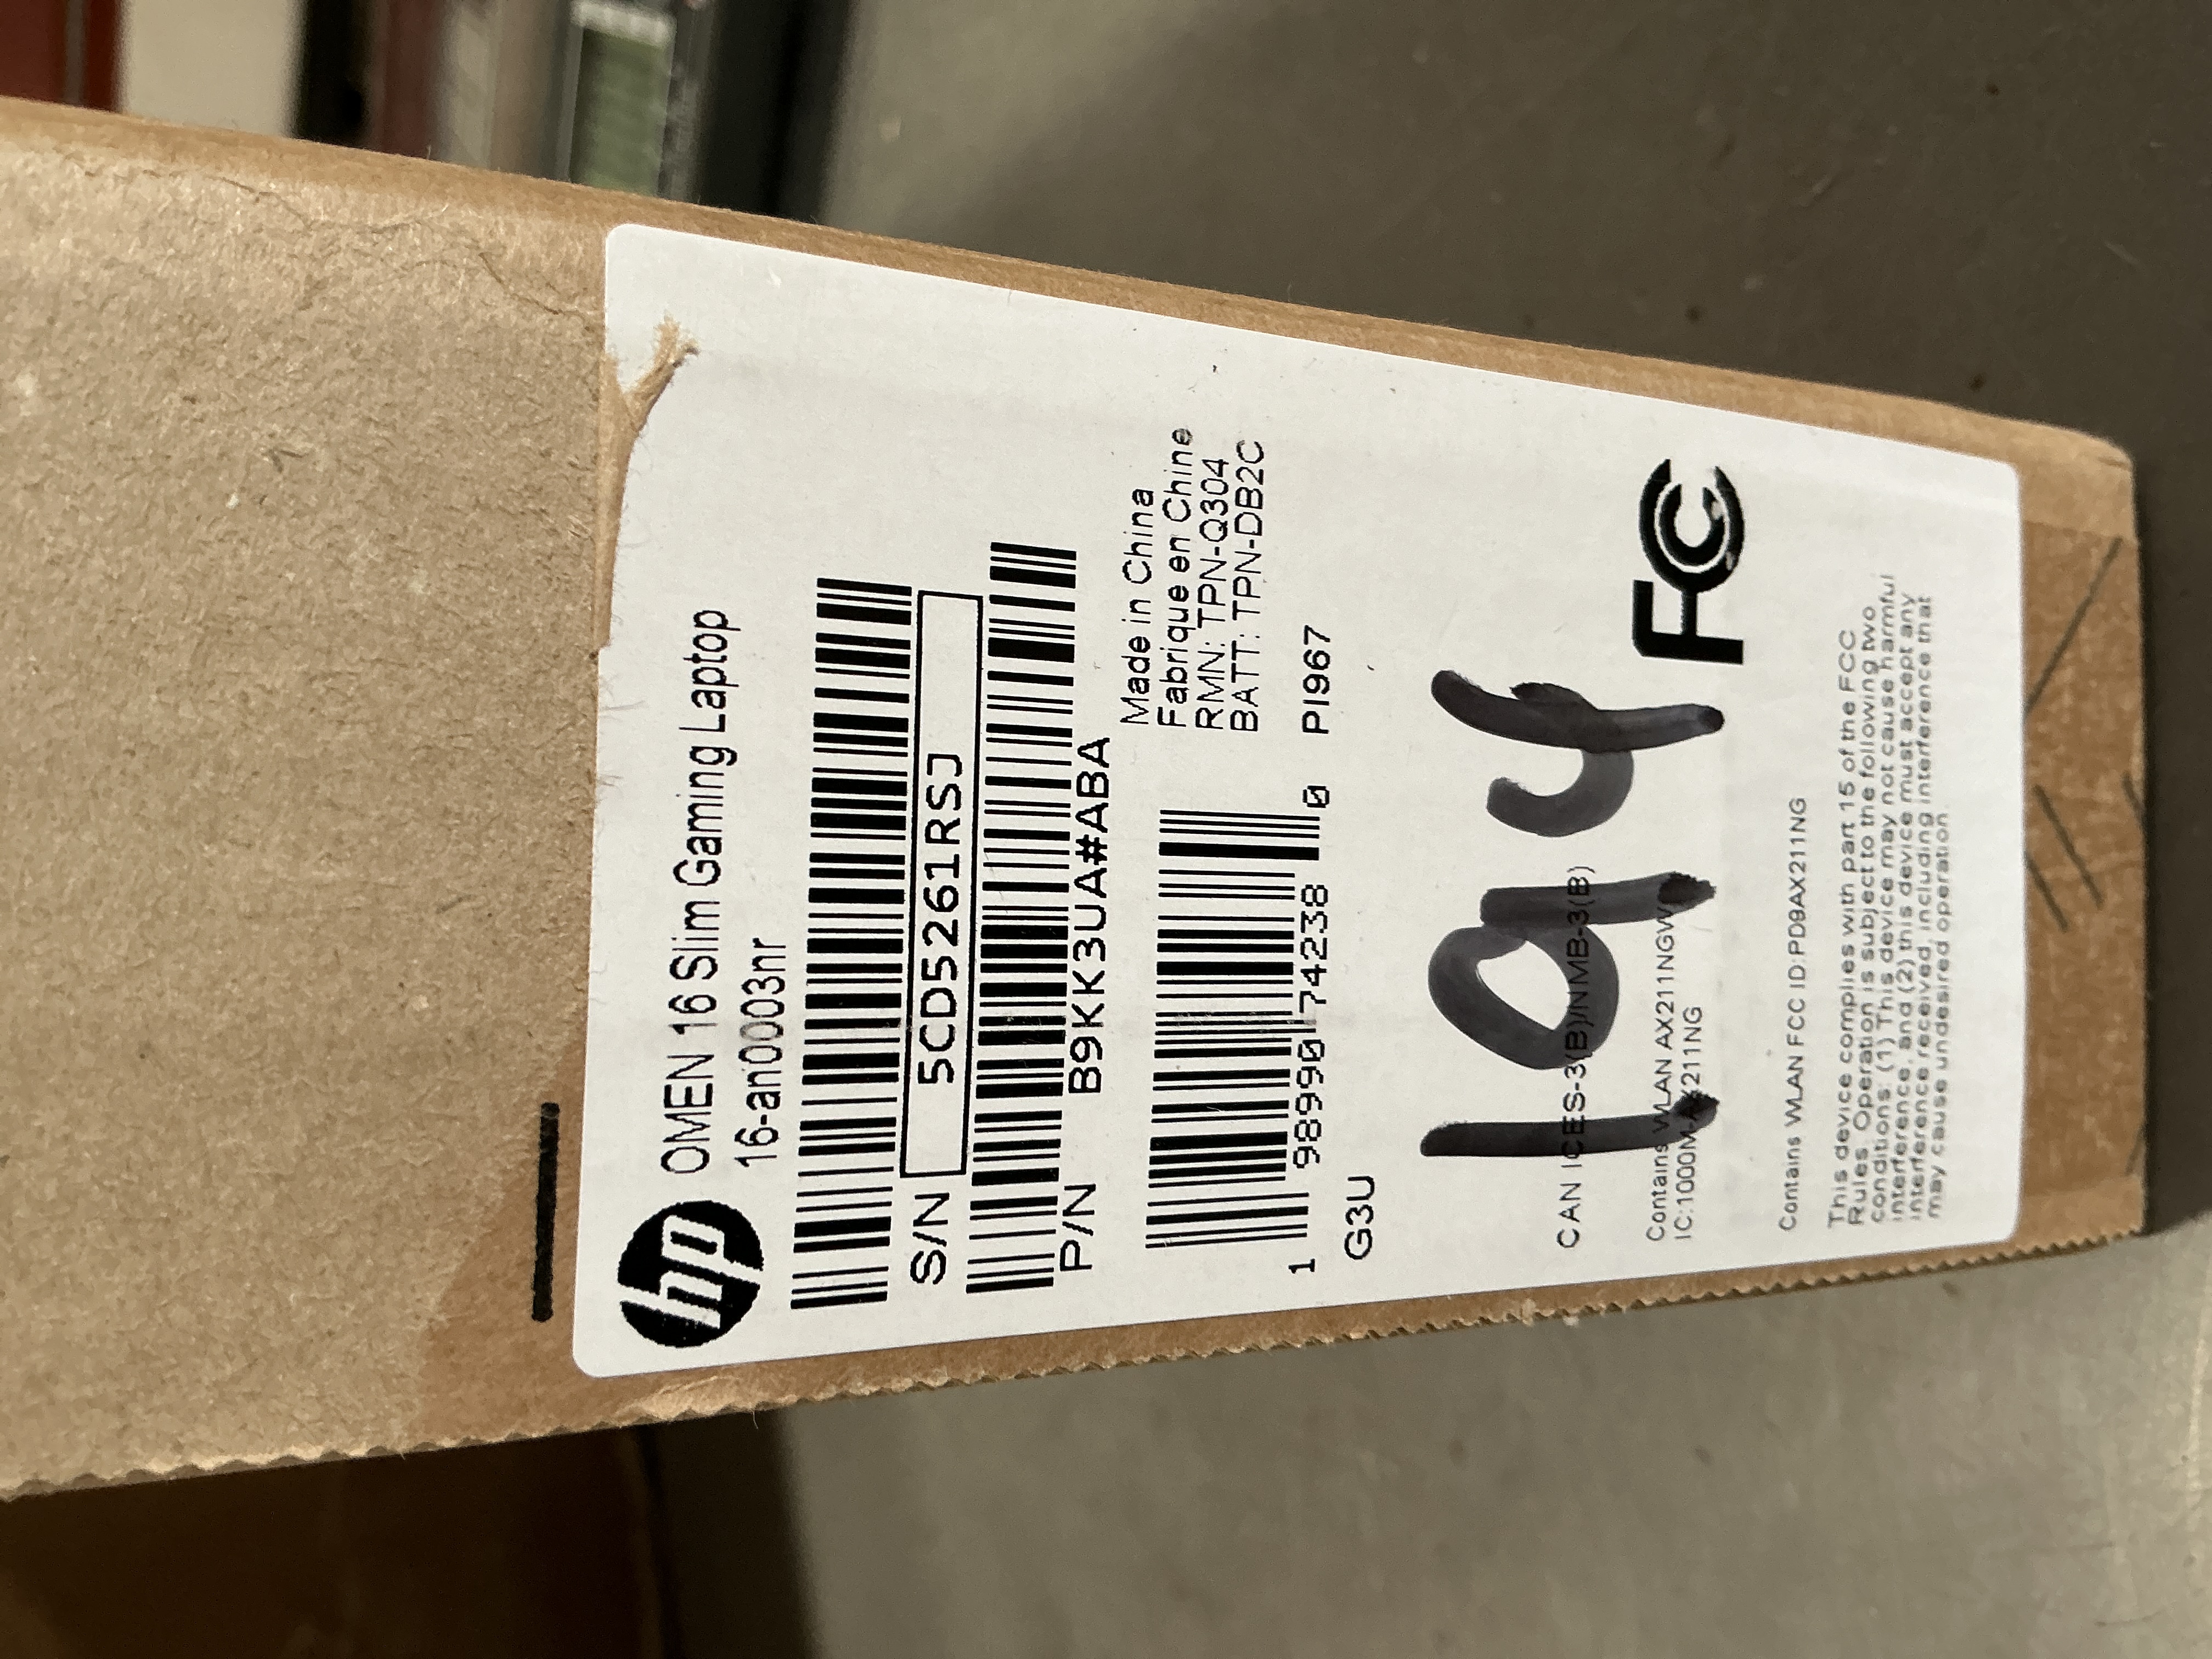 hp
OMEN 16 Slim Gaming Laptop
16-an0003nr
S/N 5CD5261RSJ
P/N B9KK3UA#ABA
Made in China
Fabrique en Chine
RMN: TPN-Q304
BATT: TPN-DB2C
1 98990 74238 0 PI967
G3U
194
FC
CAN ICES-3(B)/NMB-3(B)
Contains WLAN AX211NGW
IC:1000M-AX211NG
Contains WLAN FCC ID:PD9AX211NG
This device complies with part 15 of the FCC
Rules. Operation is subject to the following two
conditions: (1) This device may not cause harmful
interference, and (2) this device must accept any
interference received, including interference that
may cause undesired operation.